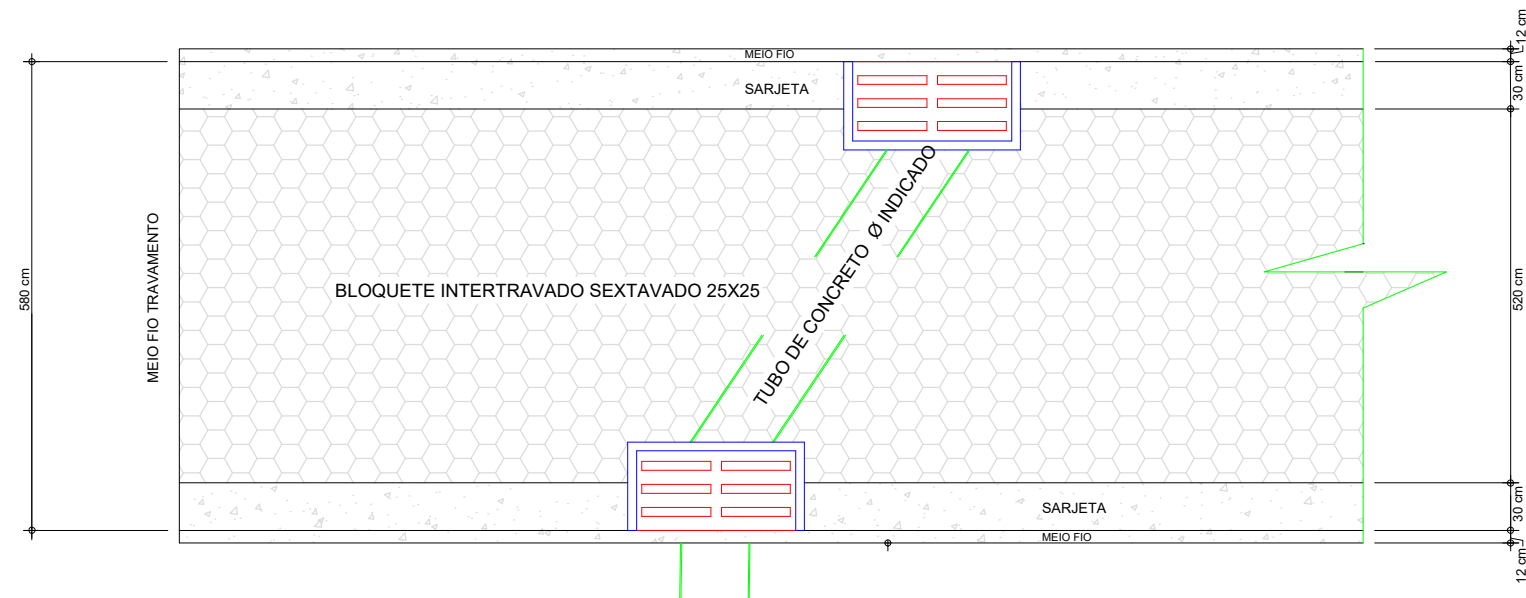 12 cm
MEIO FIO
SARJETA
30 cm
TUBO DE CONCRETO Ø INDICADO
MEIO FIO TRAVAMENTO
580 cm
BLOQUETE INTERTRAVADO SEXTAVADO 25X25
520 cm
SARJETA
30 cm
MEIO FIO
12 cm